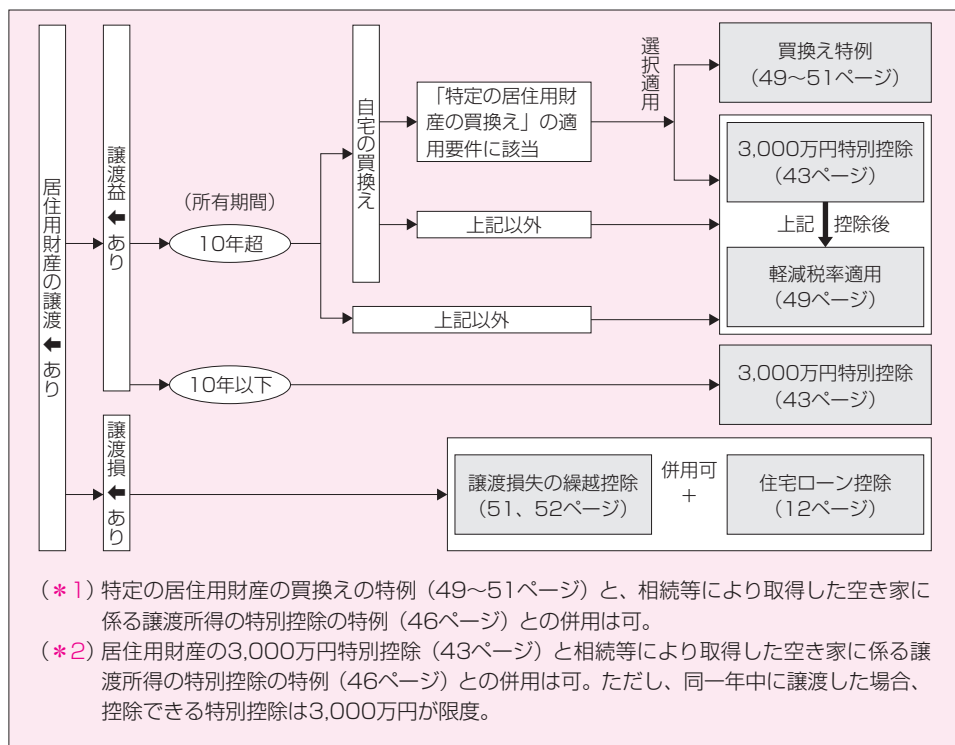 居住用財産の譲渡⬅あり
譲渡益⬅あり
(所有期間)
10年超
自宅の買換え
「特定の居住用財
産の買換え」の適
用要件に該当
選択適用
買換え特例
(49〜51ページ)
3,000万円特別控除
(43ページ)
上記 控除後
軽減税率適用
(49ページ)
上記以外
上記以外
10年以下
3,000万円特別控除
(43ページ)
譲渡損⬅あり
譲渡損失の繰越控除
(51、52ページ)
併用可
+
住宅ローン控除
(12ページ)
(*1)特定の居住用財産の買換えの特例(49〜51ページ)と、相続等により取得した空き家に
係る譲渡所得の特別控除の特例(46ページ)との併用は可。
(*2)居住用財産の3,000万円特別控除(43ページ)と相続等により取得した空き家に係る譲
渡所得の特別控除の特例(46ページ)との併用は可。ただし、同一年中に譲渡した場合、
控除できる特別控除は3,000万円が限度。